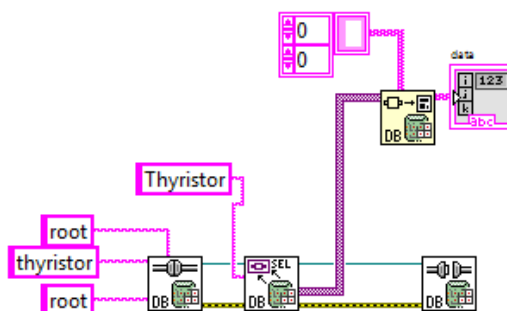 0
0
data
i
123
j
k
abc
DB
Thyristor
root
thyristor
root
DB
SEL
DB
DB